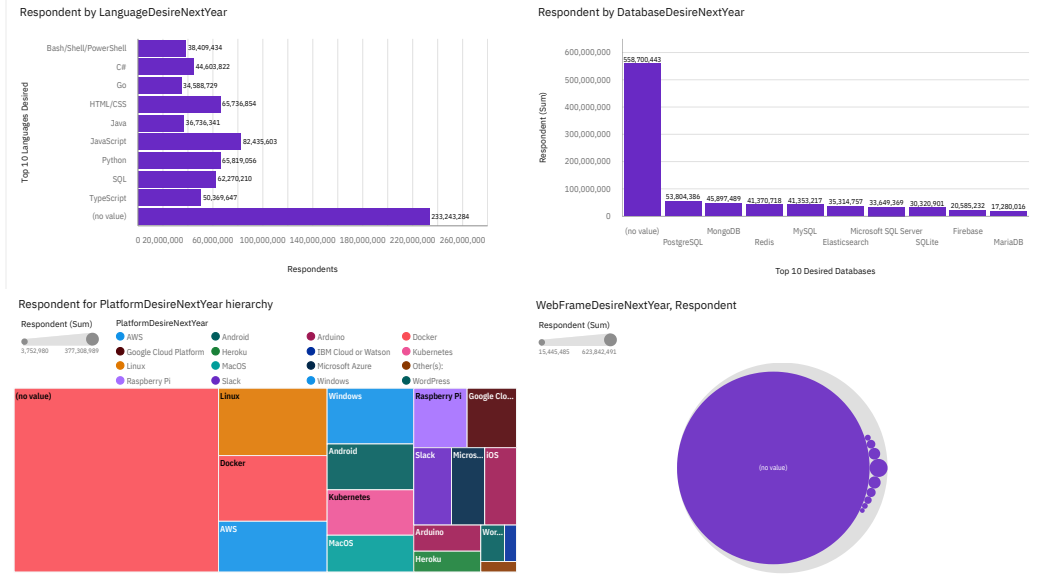 Respondent by LanguageDesireNextYear
Top 10 Languages Desired
Bash/Shell/PowerShell 38,409,434
C# 44,603,822
Go 34,588,729
HTML/CSS 65,736,854
Java 36,736,341
JavaScript 82,435,603
Python 65,819,056
SQL 62,270,210
TypeScript 50,369,647
(no value) 233,243,284
0 20,000,000 60,000,000 100,000,000 140,000,000 180,000,000 220,000,000 260,000,000
Respondents
Respondent by DatabaseDesireNextYear
Respondent (Sum)
600,000,000
500,000,000
400,000,000
300,000,000
200,000,000
100,000,000
0
558,700,443
53,804,386
45,897,489
41,370,718
41,353,217
35,314,757
33,649,369
30,320,901
20,585,232
17,280,016
(no value) MongoDB MySQL Microsoft SQL Server Firebase
PostgreSQL Redis Elasticsearch SQLite MariaDB
Top 10 Desired Databases
Respondent for PlatformDesireNextYear hierarchy
Respondent (Sum)
3,752,980 377,308,989
PlatformDesireNextYear
AWS Android Arduino Docker
Google Cloud Platform Heroku IBM Cloud or Watson Kubernetes
Linux MacOS Microsoft Azure Other(s):
Raspberry Pi Slack Windows WordPress
(no value)
Linux
Docker
AWS
Windows
Android
Kubernetes
MacOS
Raspberry Pi
Google Clo...
Slack
Micros...
iOS
Arduino
Wor...
Heroku
WebFrameDesireNextYear, Respondent
Respondent (Sum)
15,445,485 623,842,491
(no value)